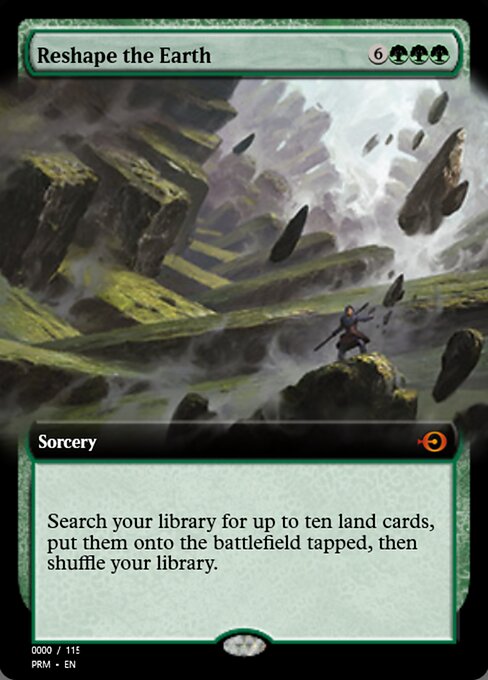 Reshape the Earth 6
Sorcery
Search your library for up to ten land cards,
put them onto the battlefield tapped, then
shuffle your library.
0000 / 115
PRM • EN